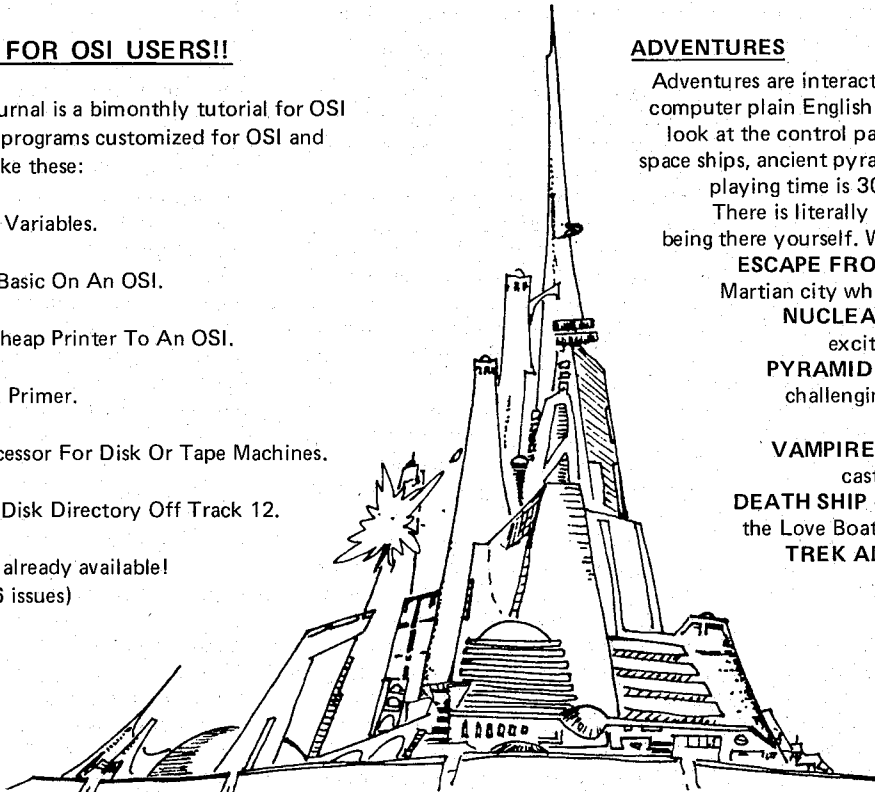 FOR OSI USERS!!
urnal is a bimonthly tutorial for OSI
programs customized for OSI and
ke these:
Variables.
Basic On An OSI.
heap Printer To An OSI.
Primer.
cessor For Disk Or Tape Machines.
Disk Directory Off Track 12.
already available!
6 issues)
ADVENTURES
Adventures are interact
computer plain English
look at the control pa
space ships, ancient pyra
playing time is 30
There is literally
being there yourself. W
ESCAPE FRO
Martian city wh
NUCLEA
excit
PYRAMID
challengin
VAMPIRE
cast
DEATH SHIP
the Love Boat
TREK AD